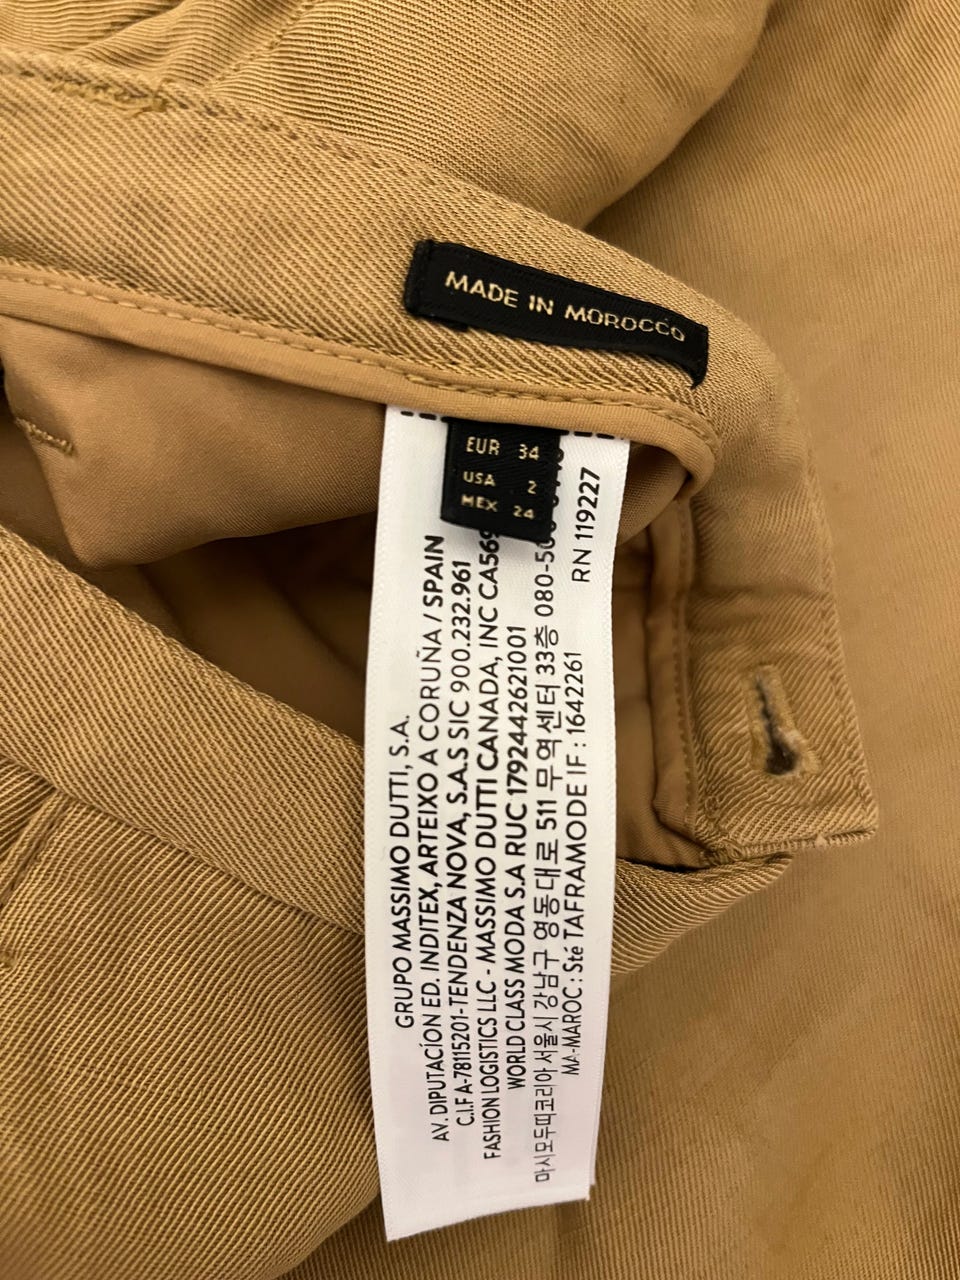 MADE IN MOROCCO
EUR 34
USA 2
MEX 24
GRUPO MASSIMO DUTTI, S.A.
AV. DIPUTACÍON ED. INDITEX, ARTEIXO A CORUÑA / SPAIN
C.I.F A-78115201-TENDENZA NOVA, S.A.S SIC 900.232.961
FASHION LOGISTICS LLC - MASSIMO DUTTI CANADA, INC CA569
WORLD CLASS MODA S.A RUC 1792442621001
마시모두띠코리아 서울시 강남구 영동대로 511 무역센터 33층 080-50
MA-MAROC : Sté TAFRAMODE IF : 1642261
RN 119227